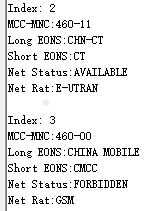 Index: 2
MCC-MNC:460-11
Long EONS:CHN-CT
Short EONS:CT
Net Status:AVAILABLE
Net Rat:E-UTRAN

Index: 3
MCC-MNC:460-00
Long EONS:CHINA MOBILE
Short EONS:CMCC
Net Status:FORBIDDEN
Net Rat:GSM